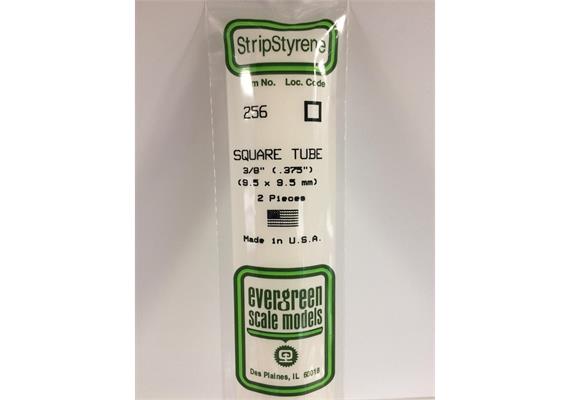 StripStyrene
m No. Loc. Code
256
SQUARE TUBE
3/8" (.375")
(9.5 x 9.5 mm)
2 Pieces
Made in U.S.A.
evergreen
scale models
Des Plaines, IL 60018